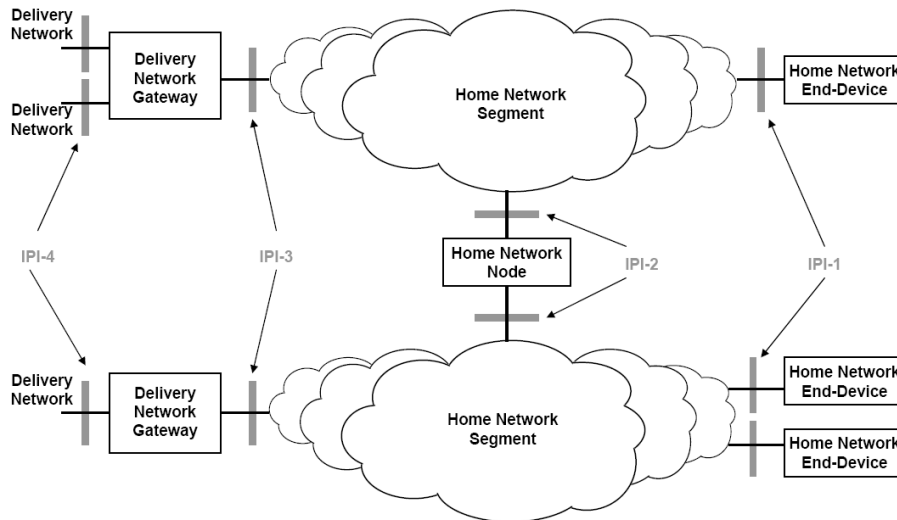 Delivery
Network
Delivery
Network
Gateway
Delivery
Network
Home Network
Segment
Home Network
End-Device
IPI-4
IPI-3
Home Network
Node
IPI-2
IPI-1
Delivery
Network
Delivery
Network
Gateway
Home Network
Segment
Home Network
End-Device
Home Network
End-Device